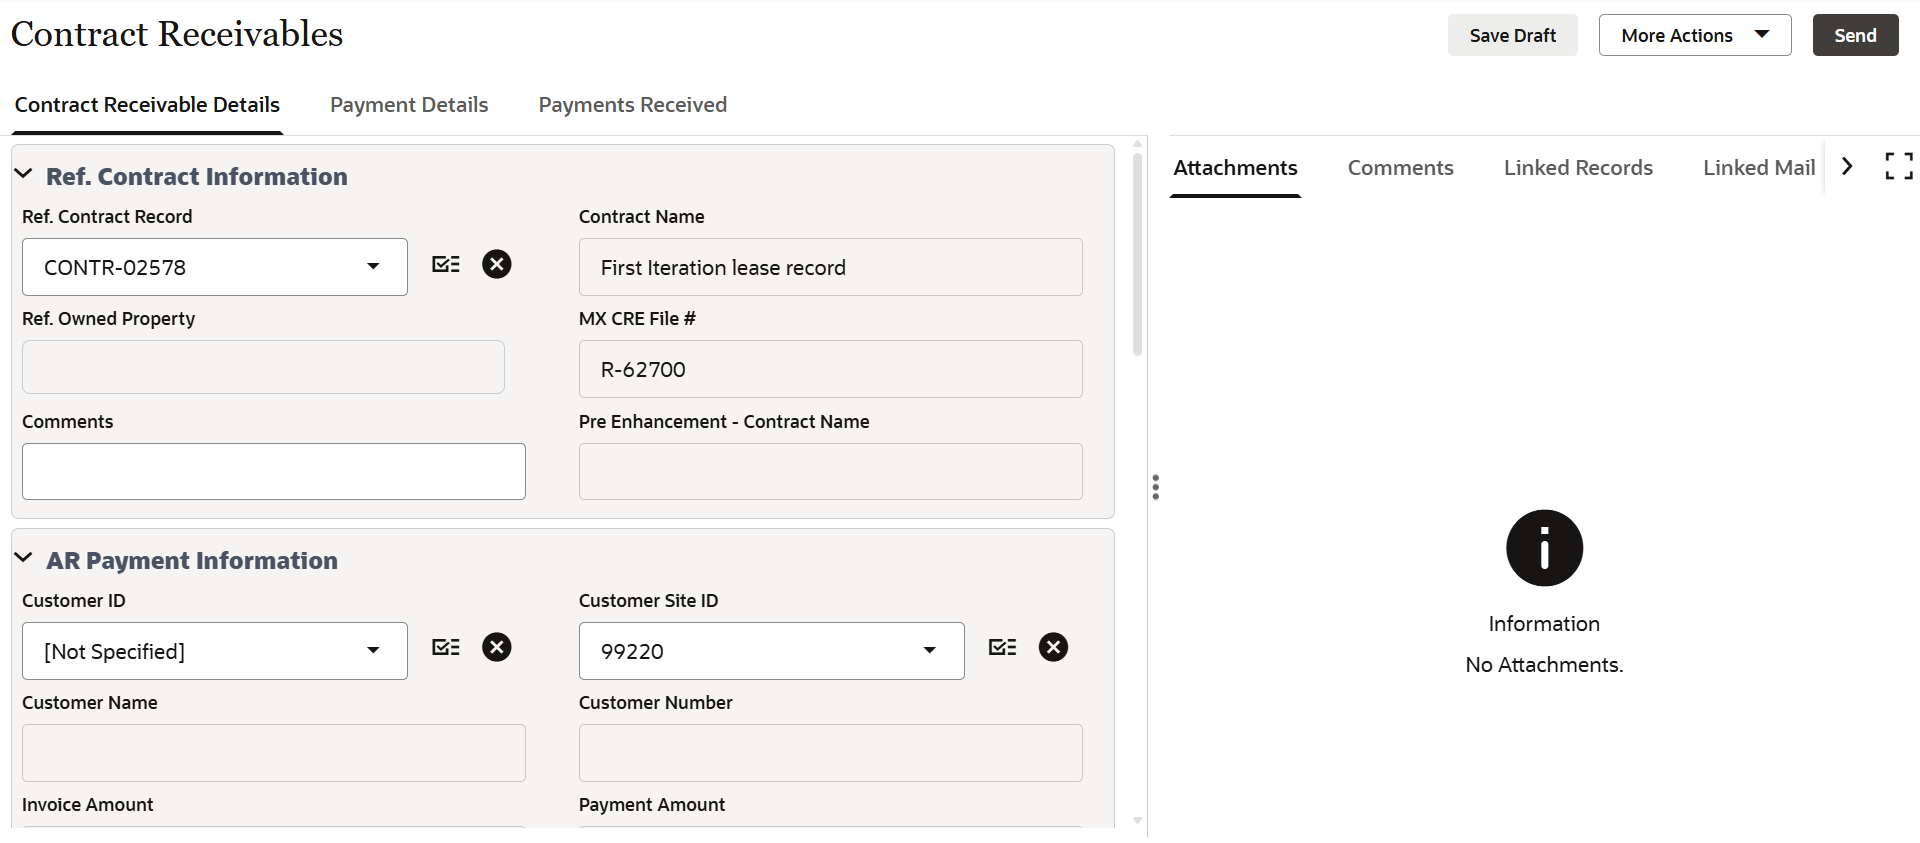 Contract Receivables
Save Draft
More Actions
Send
Contract Receivable Details
Payment Details
Payments Received
Ref. Contract Information
Ref. Contract Record
Contract Name
CONTR-02578
First Iteration lease record
Ref. Owned Property
MX CRE File #
R-62700
Comments
Pre Enhancement - Contract Name
AR Payment Information
Customer ID
Customer Site ID
[Not Specified]
99220
Customer Name
Customer Number
Invoice Amount
Payment Amount
Attachments
Comments
Linked Records
Linked Mail
Information
No Attachments.